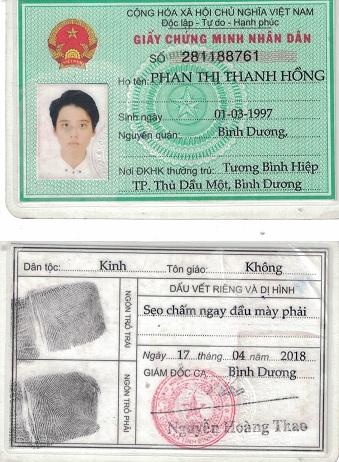 CỘNG HÒA XÃ HỘI CHỦ NGHĨA VIỆT NAM
Độc lập - Tự do - Hạnh phúc
GIẤY CHỨNG MINH NHÂN DÂN
SỐ 281188761
Họ tên: PHAN THỊ THANH HỒNG
Sinh ngày 01-03-1997
Nguyên quán: Bình Dương,
Nơi ĐKHK thường trú: Tương Bình Hiệp
TP. Thủ Dầu Một, Bình Dương
Dân tộc: Kinh Tôn giáo: Không
NGÓN TRỎ TRÁI
NGÓN TRỎ PHẢI
DẤU VẾT RIÊNG VÀ DỊ HÌNH
Sẹo chấm ngay đầu mày phải
Ngày 17 tháng 04 năm 2018
GIÁM ĐỐC CA Bình Dương
Nguyễn Hoàng Thao